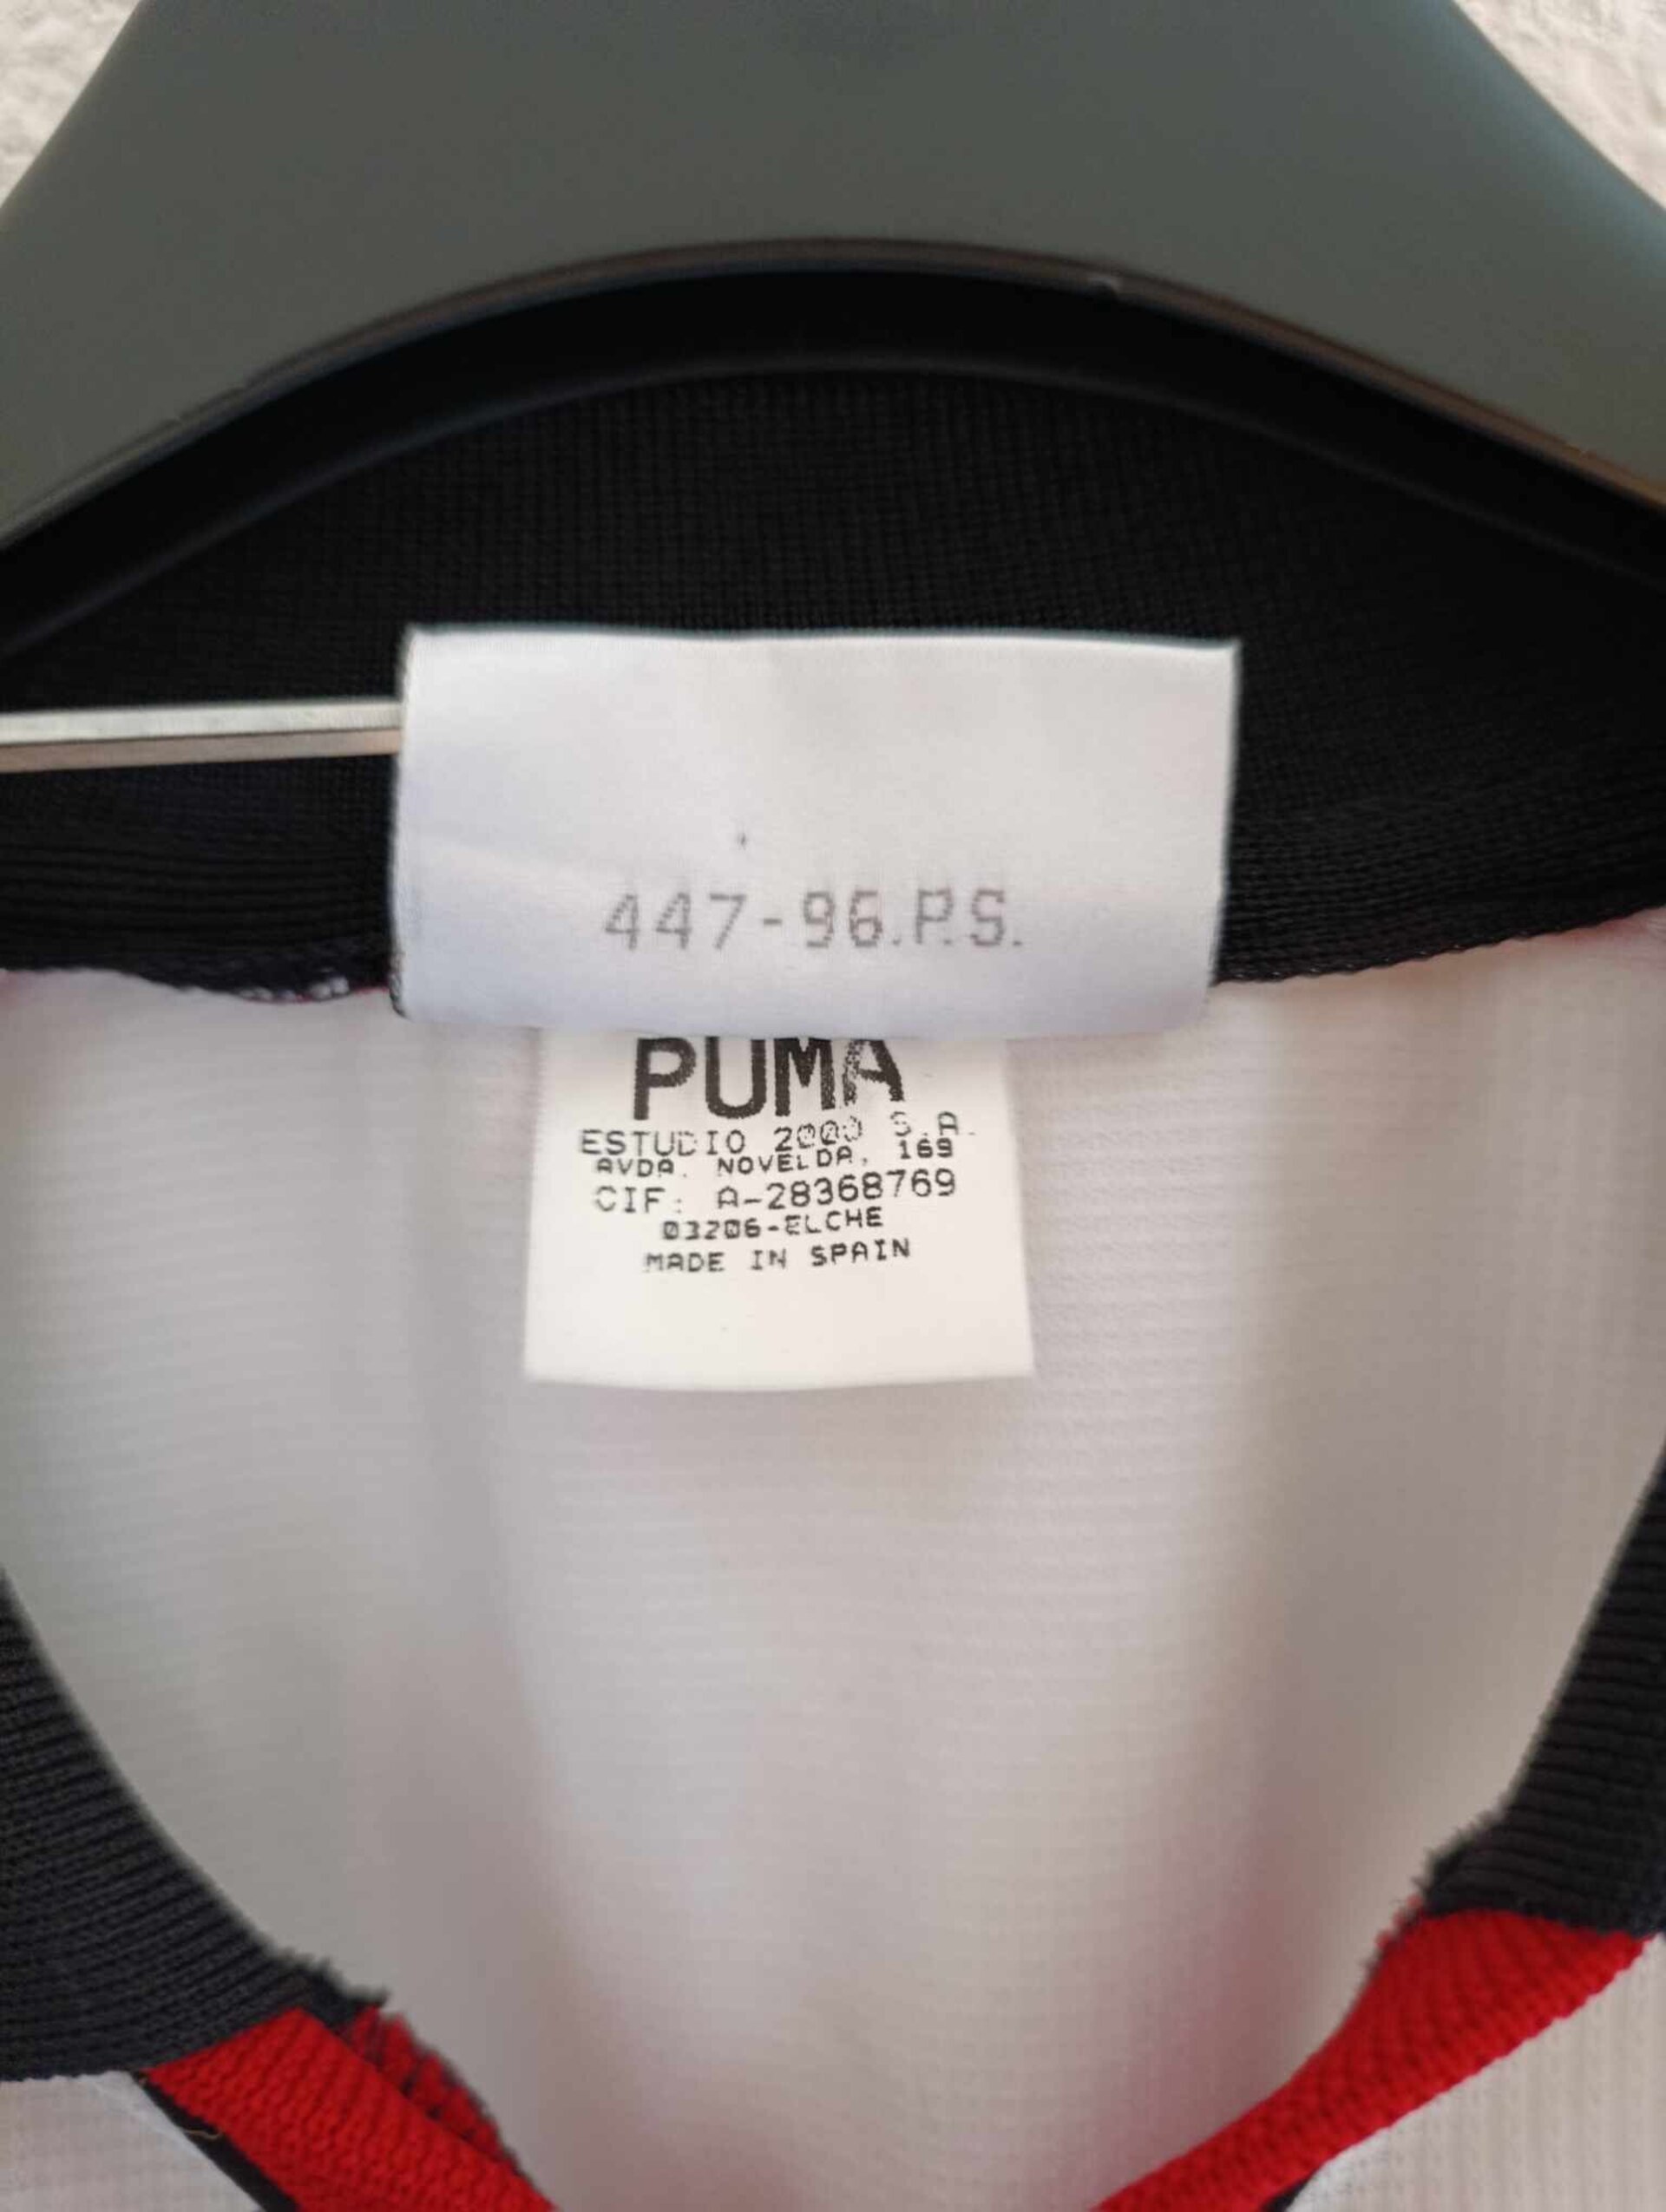 447-96.P.S.
PUMA
ESTUDIO 2000 S.A.
AVDA. NOVELDA, 169
CIF: A-28368769
03206-ELCHE
MADE IN SPAIN